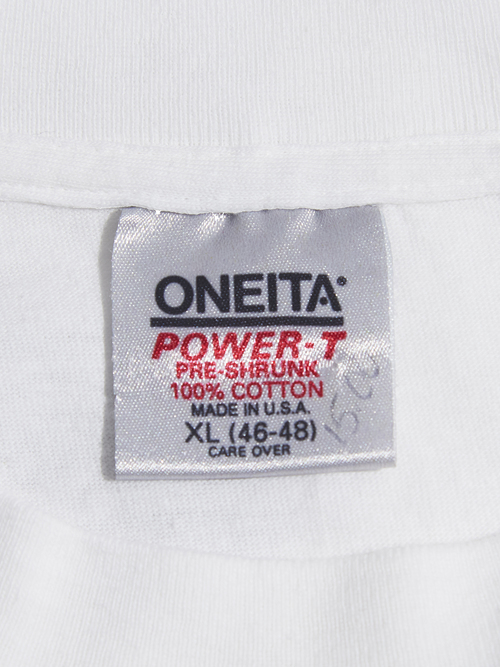 ONEITA®
POWER-T
PRE-SHRUNK
100% COTTON
MADE IN U.S.A.
XL (46-48)
CARE OVER